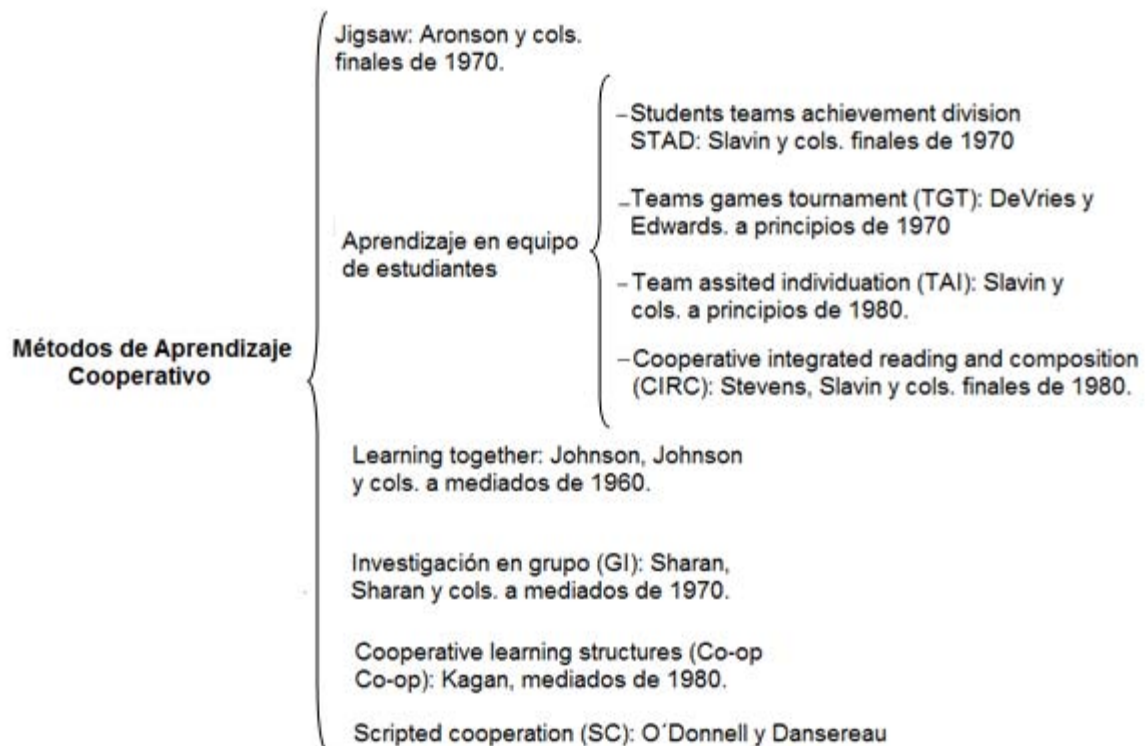 Jigsaw: Aronson y cols.
finales de 1970.
–Students teams achievement division
STAD: Slavin y cols. finales de 1970
–Teams games tournament (TGT): DeVries y
Edwards. a principios de 1970
Aprendizaje en equipo
de estudiantes
–Team assited individuation (TAI): Slavin y
cols. a principios de 1980.
–Cooperative integrated reading and composition
(CIRC): Stevens, Slavin y cols. finales de 1980.
Métodos de Aprendizaje
Cooperativo
Learning together: Johnson, Johnson
y cols. a mediados de 1960.
Investigación en grupo (GI): Sharan,
Sharan y cols. a mediados de 1970.
Cooperative learning structures (Co-op
Co-op): Kagan, mediados de 1980.
Scripted cooperation (SC): O´Donnell y Dansereau